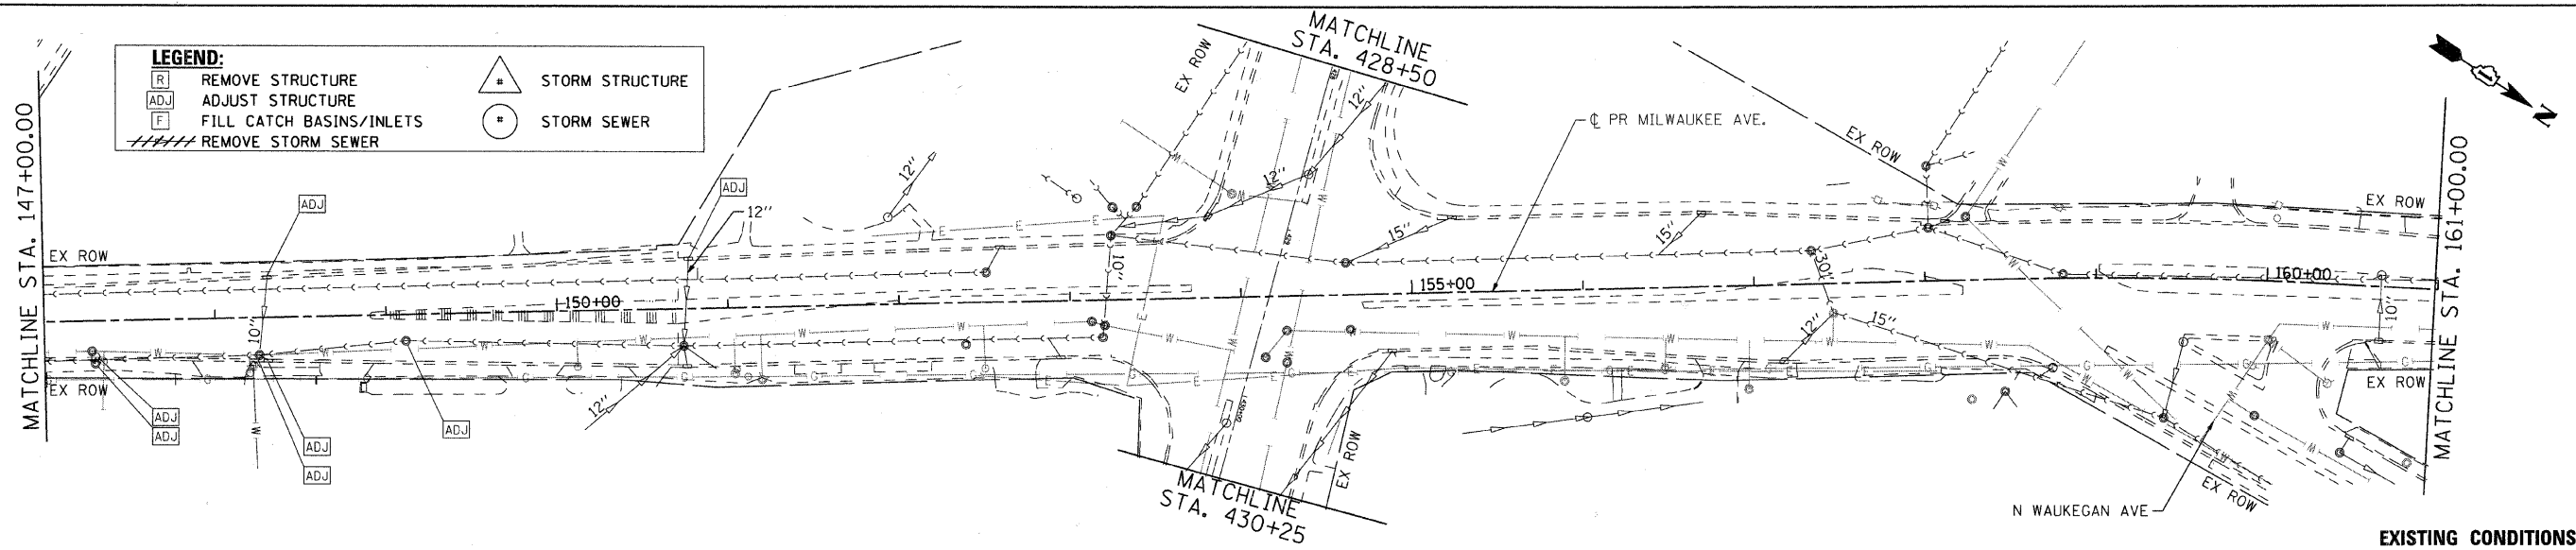 LEGEND:
R REMOVE STRUCTURE
ADJ ADJUST STRUCTURE
F FILL CATCH BASINS/INLETS
REMOVE STORM SEWER
# STORM STRUCTURE
# STORM SEWER
MATCHLINE STA. 147+00.00
MATCHLINE
STA. 428+50
EX ROW
12"
℄ PR MILWAUKEE AVE.
EX ROW
N
MATCHLINE STA. 161+00.00
12"
12"
ADJ
ADJ
12"
EX ROW
EX ROW
15"
15"
10"
30"
150+00
155+00
160+00
10"
10"
12"
15"
EX ROW
EX ROW
ADJ
ADJ
ADJ
ADJ
ADJ
12"
EX ROW
MATCHLINE
STA. 430+25
N WAUKEGAN AVE
EX ROW
EXISTING CONDITIONS
W
E
G